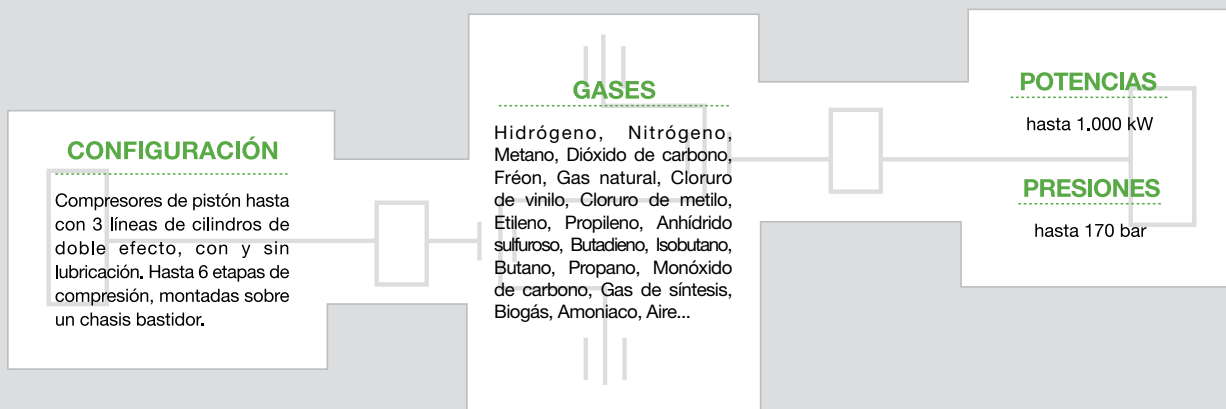 CONFIGURACIÓN
Compresores de pistón hasta
con 3 líneas de cilindros de
doble efecto, con y sin
lubricación. Hasta 6 etapas de
compresión, montadas sobre
un chasis bastidor.
GASES
Hidrógeno, Nitrógeno,
Metano, Dióxido de carbono,
Fréon, Gas natural, Cloruro
de vinilo, Cloruro de metilo,
Etileno, Propileno, Anhídrido
sulfuroso, Butadieno, Isobutano,
Butano, Propano, Monóxido
de carbono, Gas de síntesis,
Biogás, Amoniaco, Aire...
POTENCIAS
hasta 1.000 kW
PRESIONES
hasta 170 bar